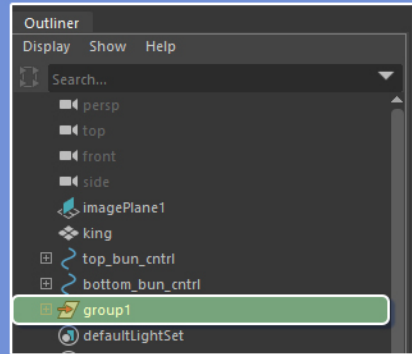 Outliner
Display Show Help
Search...
persp
top
front
side
imagePlane1
king
top_bun_cntrl
bottom_bun_cntrl
group1
defaultLightSet